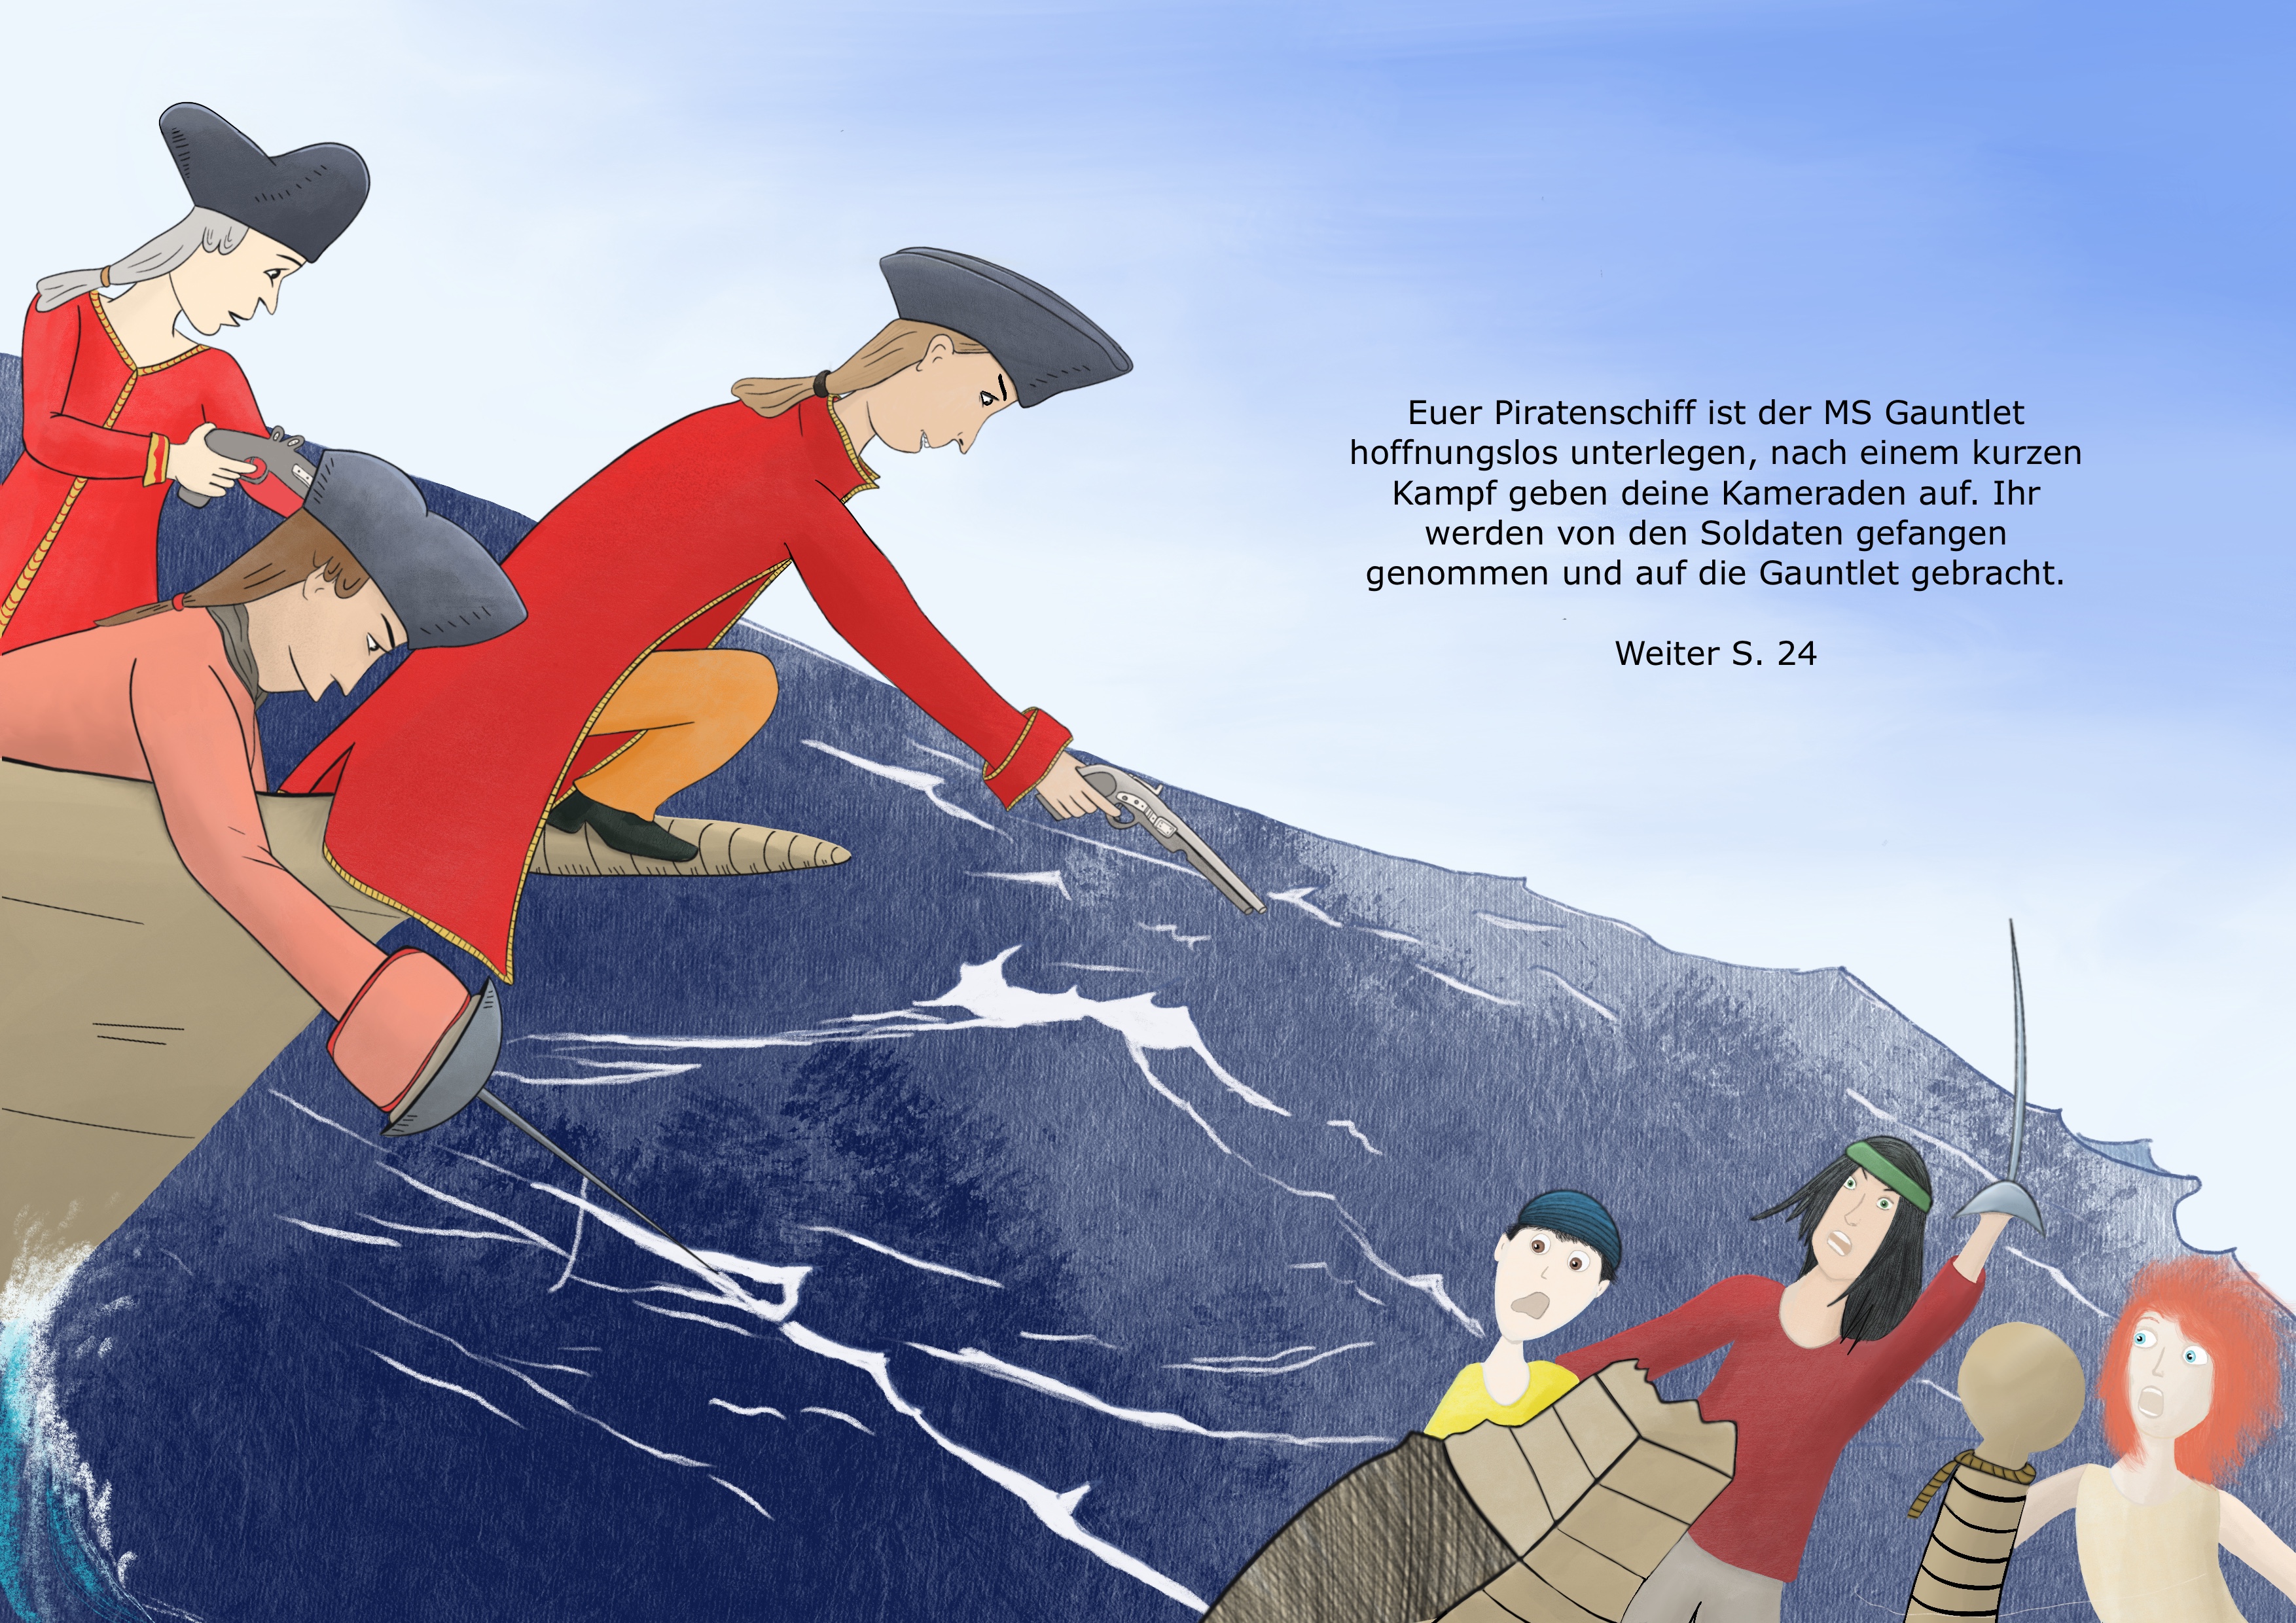 Euer Piratenschiff ist der MS Gauntlet
hoffnungslos unterlegen, nach einem kurzen
Kampf geben deine Kameraden auf. Ihr
werden von den Soldaten gefangen
genommen und auf die Gauntlet gebracht.
Weiter S. 24